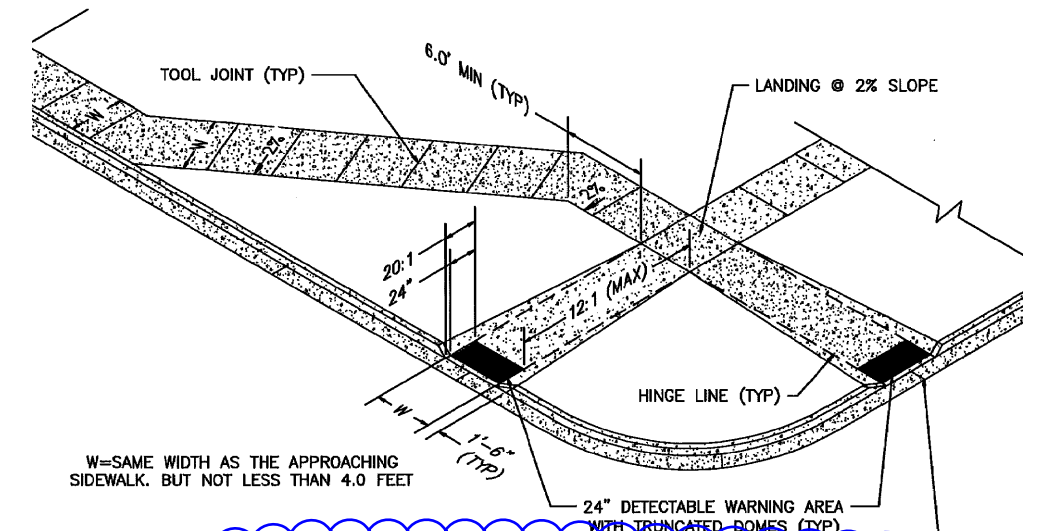 6.0' MIN (TYP)
TOOL JOINT (TYP)
LANDING @ 2% SLOPE
W
W
2%
2%
20:1
24"
12:1 (MAX)
HINGE LINE (TYP)
W
1'-6"
(TYP)
W=SAME WIDTH AS THE APPROACHING
SIDEWALK. BUT NOT LESS THAN 4.0 FEET
24" DETECTABLE WARNING AREA
WITH TRUNCATED DOMES (TYP)